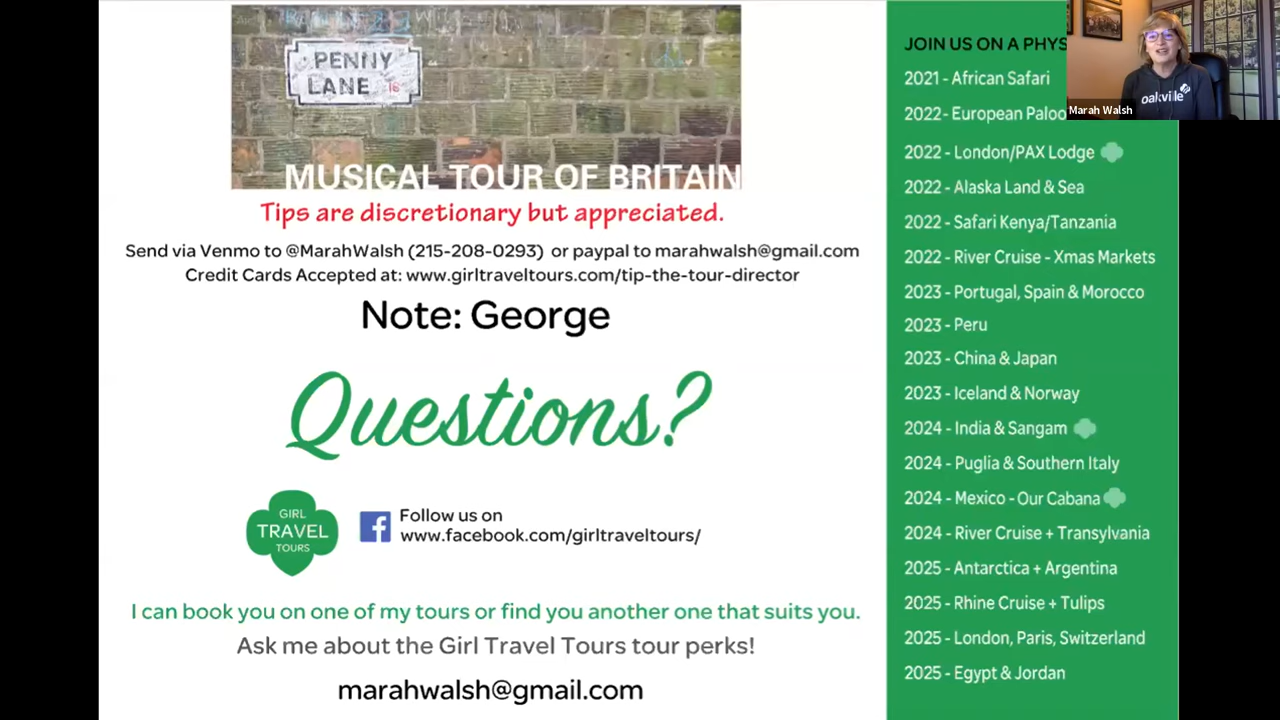 PENNY
LANE 18
MUSICAL TOUR OF BRITAIN
Tips are discretionary but appreciated.
Send via Venmo to @MarahWalsh (215-208-0293) or paypal to marahwalsh@gmail.com
Credit Cards Accepted at: www.girltraveltours.com/tip-the-tour-director
Note: George
Questions?
GIRL
TRAVEL
TOURS
Follow us on
www.facebook.com/girltraveltours/
I can book you on one of my tours or find you another one that suits you.
Ask me about the Girl Travel Tours tour perks!
marahwalsh@gmail.com
JOIN US ON A PHYS
2021 - African Safari
2022- European Paloo
2022 - London/PAX Lodge
2022 - Alaska Land & Sea
2022 - Safari Kenya/Tanzania
2022 - River Cruise - Xmas Markets
2023 - Portugal, Spain & Morocco
2023 - Peru
2023 - China & Japan
2023 - Iceland & Norway
2024 - India & Sangam
2024 - Puglia & Southern Italy
2024 - Mexico - Our Cabana
2024 - River Cruise + Transylvania
2025 - Antarctica + Argentina
2025 - Rhine Cruise + Tulips
2025 - London, Paris, Switzerland
2025 - Egypt & Jordan
oakville
Marah Walsh